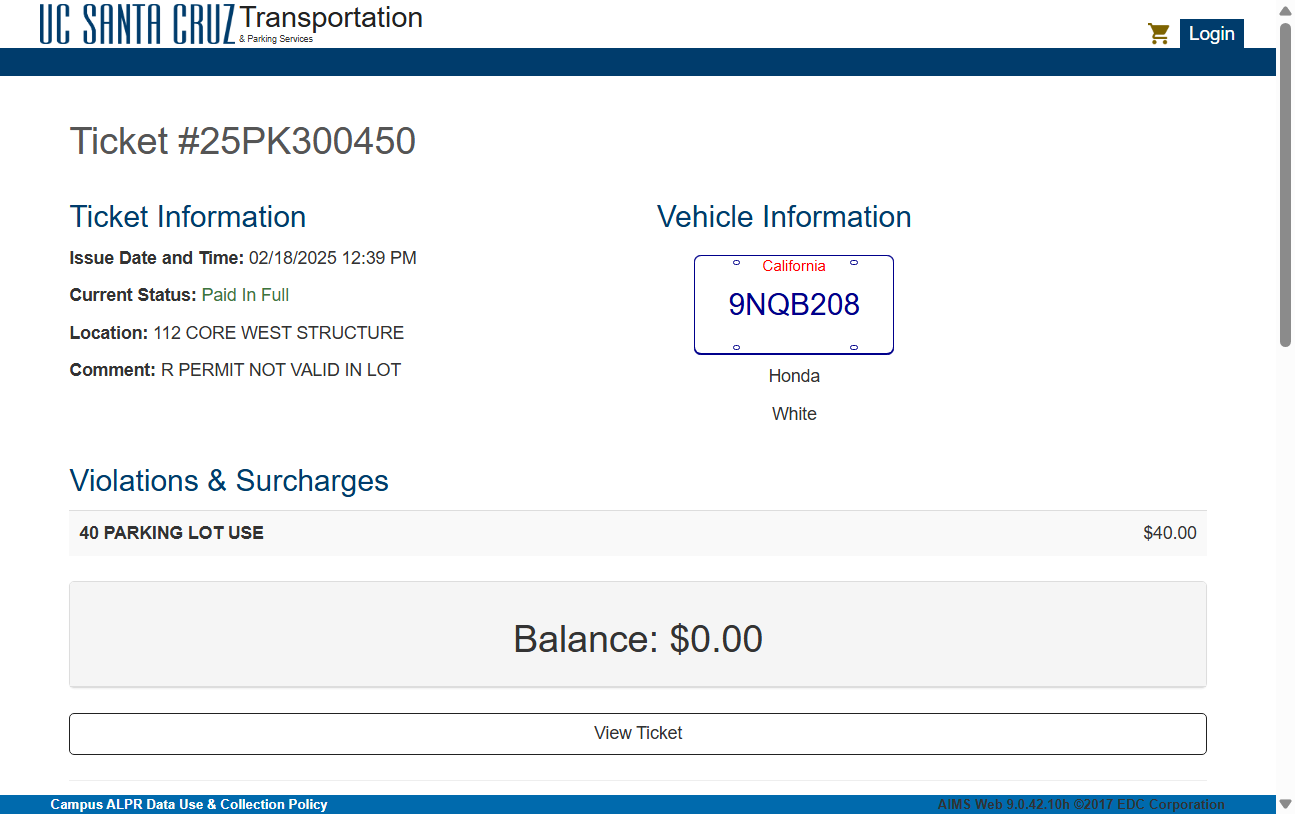 UC SANTA CRUZ Transportation
& Parking Services
Login
Ticket #25PK300450
Ticket Information
Issue Date and Time: 02/18/2025 12:39 PM
Current Status: Paid In Full
Location: 112 CORE WEST STRUCTURE
Comment: R PERMIT NOT VALID IN LOT
Vehicle Information
California
9NQB208
Honda
White
Violations & Surcharges
40 PARKING LOT USE $40.00
Balance: $0.00
View Ticket
Campus ALPR Data Use & Collection Policy AIMS Web 9.0.42.10h ©2017 EDC Corporation